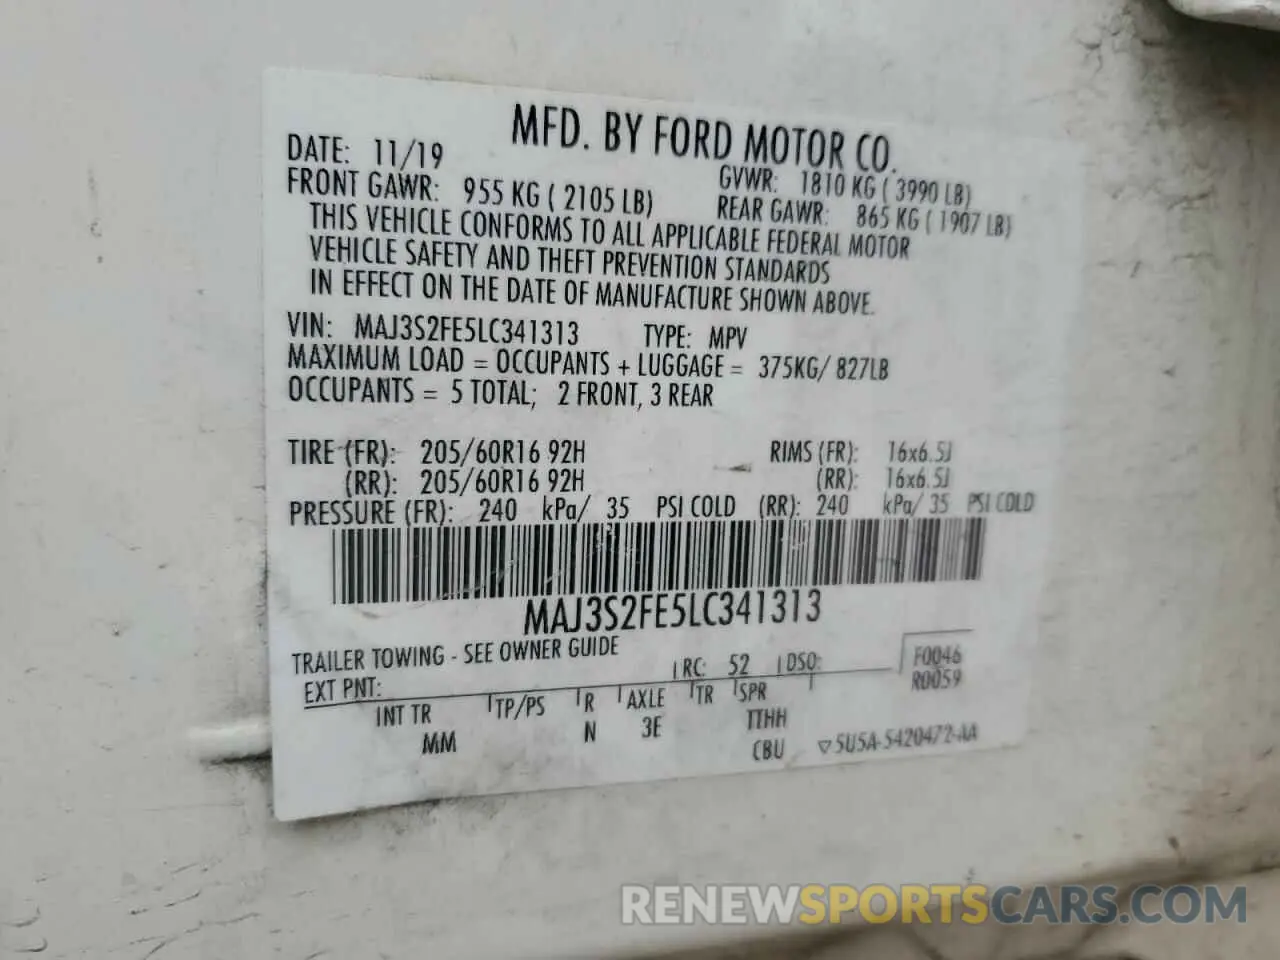 MFD. BY FORD MOTOR CO.
DATE: 11/19
GVWR: 1810 KG ( 3990 LB)
FRONT GAWR: 955 KG ( 2105 LB)
REAR GAWR: 865 KG ( 1907 LB)
THIS VEHICLE CONFORMS TO ALL APPLICABLE FEDERAL MOTOR
VEHICLE SAFETY AND THEFT PREVENTION STANDARDS
IN EFFECT ON THE DATE OF MANUFACTURE SHOWN ABOVE.
VIN: MAJ3S2FE5LC341313 TYPE: MPV
MAXIMUM LOAD = OCCUPANTS + LUGGAGE = 375KG/ 827LB
OCCUPANTS = 5 TOTAL; 2 FRONT, 3 REAR
TIRE (FR): 205/60R16 92H RIMS (FR): 16x6.5J
(RR): 205/60R16 92H (RR): 16x6.5J
PRESSURE (FR): 240 kPa/ 35 PSI COLD (RR): 240 kPa/ 35 PSI COLD
MAJ3S2FE5LC341313
TRAILER TOWING - SEE OWNER GUIDE
EXT PNT: RC: 52 DSO: F0046
R0059
INT TR TP/PS R AXLE TR SPR
MM N 3E TTHH
CBU ▽5U5A-5420472-AA
RENEWSPORTSCARS.COM